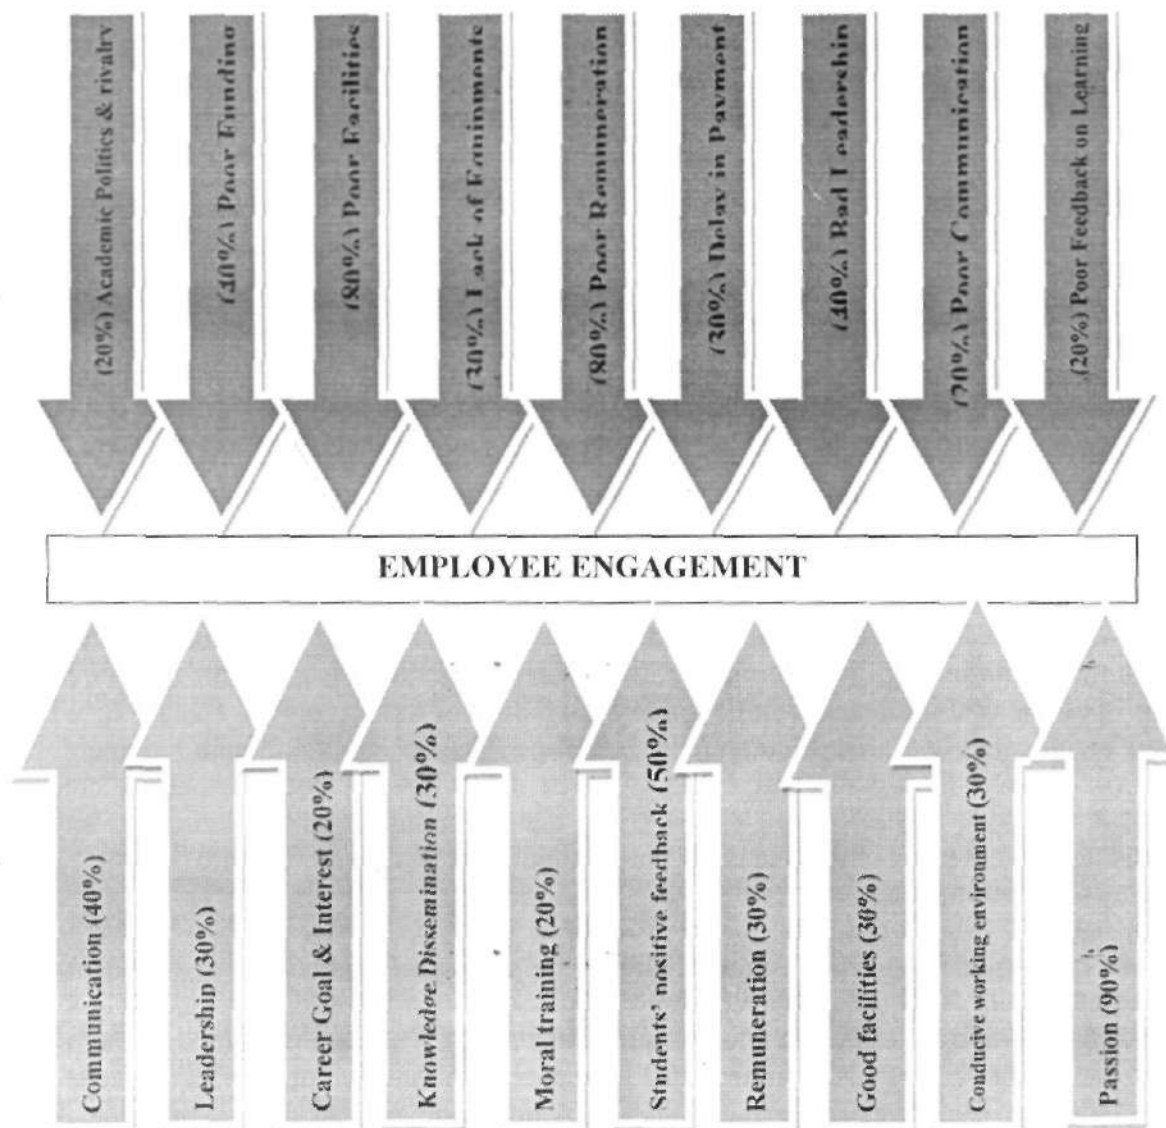 (20%) Academic Politics & rivalry
(40%) Poor Funding
(80%) Poor Facilities
(30%) Lack of Equipments
(80%) Poor Remuneration
(30%) Delay in Payment
(40%) Bad Leadership
(20%) Poor Communication
(20%) Poor Feedback on Learning
EMPLOYEE ENGAGEMENT
Communication (40%)
Leadership (30%)
Career Goal & Interest (20%)
Knowledge Dissemination (30%)
Moral training (20%)
Students' positive feedback (50%)
Remuneration (30%)
Good facilities (30%)
Conducive working environment (30%)
Passion (90%)